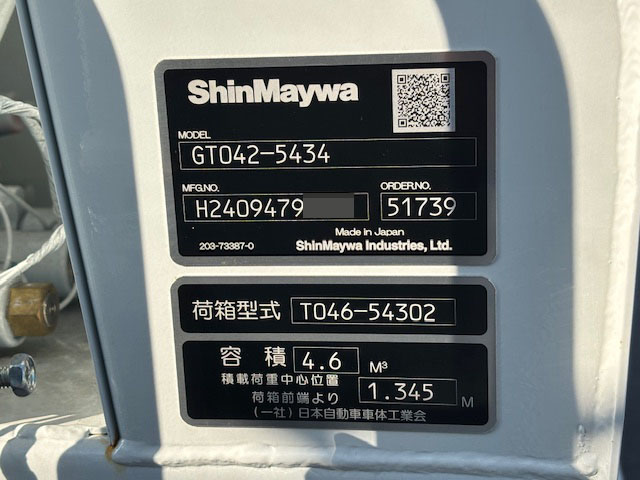 ShinMaywa
MODEL
GT042-5434
MFG.NO. ORDER.NO.
H2409479 51739
Made in Japan
203-73387-0 ShinMaywa Industries, Ltd.
荷箱型式 T046-54302
容積 4.6 M³
積載荷重中心位置
荷箱前端より 1.345 M
(一社)日本自動車車体工業会